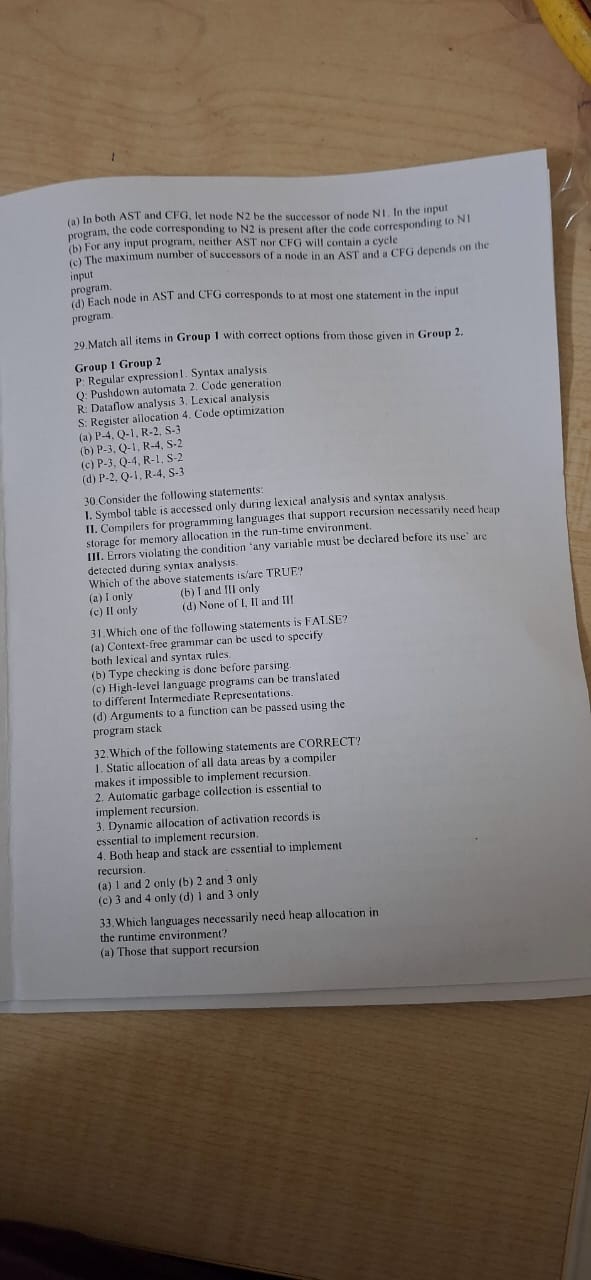 (a) In both AST and CFG, let node N2 be the successor of node N1. In the input
program, the code corresponding to N2 is present after the code corresponding to N1
(b) For any input program, neither AST nor CFG will contain a cycle
(c) The maximum number of successors of a node in an AST and a CFG depends on the
input
program.
(d) Each node in AST and CFG corresponds to at most one statement in the input
program.
29.Match all items in Group 1 with correct options from those given in Group 2.
Group 1 Group 2
P: Regular expression1. Syntax analysis
Q: Pushdown automata 2. Code generation
R: Dataflow analysis 3. Lexical analysis
S: Register allocation 4. Code optimization
(a) P-4, Q-1, R-2, S-3
(b) P-3, Q-1, R-4, S-2
(c) P-3, Q-4, R-1, S-2
(d) P-2, Q-1, R-4, S-3
30.Consider the following statements:
I. Symbol table is accessed only during lexical analysis and syntax analysis.
II. Compilers for programming languages that support recursion necessarily need heap
storage for memory allocation in the run-time environment.
III. Errors violating the condition 'any variable must be declared before its use' are
detected during syntax analysis.
Which of the above statements is/are TRUE?
(a) I only (b) I and III only
(c) II only (d) None of I, II and III
31.Which one of the following statements is FALSE?
(a) Context-free grammar can be used to specify
both lexical and syntax rules.
(b) Type checking is done before parsing.
(c) High-level language programs can be translated
to different Intermediate Representations.
(d) Arguments to a function can be passed using the
program stack
32.Which of the following statements are CORRECT?
1. Static allocation of all data areas by a compiler
makes it impossible to implement recursion.
2. Automatic garbage collection is essential to
implement recursion.
3. Dynamic allocation of activation records is
essential to implement recursion.
4. Both heap and stack are essential to implement
recursion.
(a) 1 and 2 only (b) 2 and 3 only
(c) 3 and 4 only (d) 1 and 3 only
33.Which languages necessarily need heap allocation in
the runtime environment?
(a) Those that support recursion